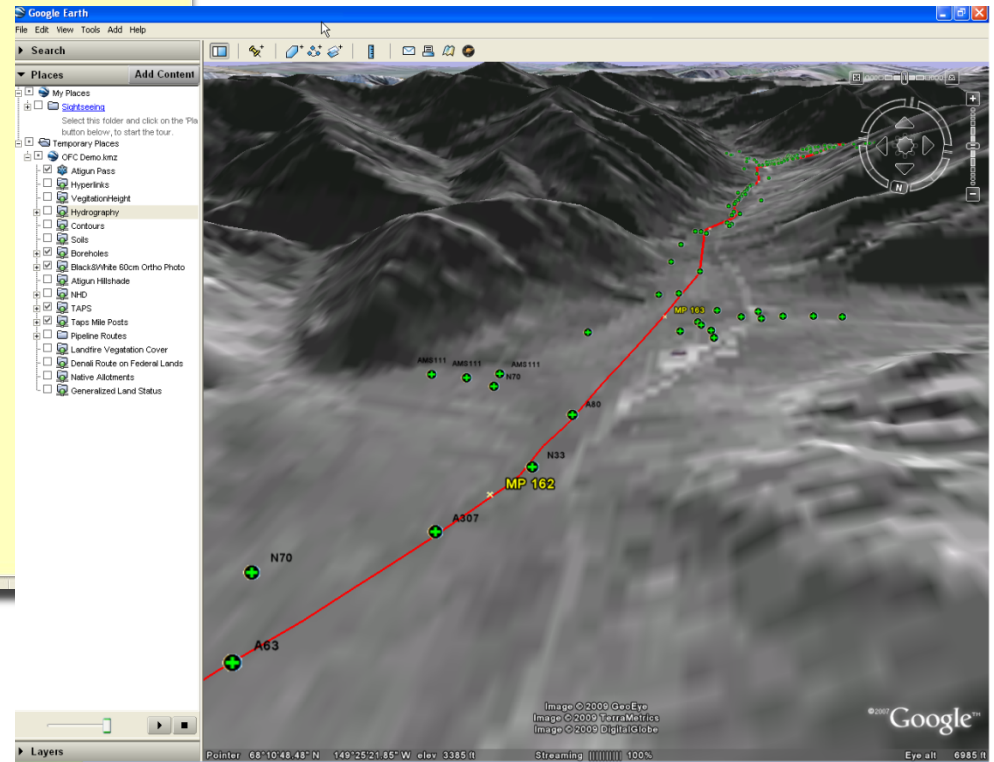 Google Earth
File Edit View Tools Add Help
Search
Places Add Content
My Places
Sightseeing
Select this folder and click on the 'Pla
button below, to start the tour.
Temporary Places
OFC Demo.kmz
Atigun Pass
Hyperlinks
VegitationHeight
Hydrography
Contours
Soils
Boreholes
Black&White 60cm Ortho Photo
Atigun Hillshade
NHD
TAPS
Taps Mile Posts
Pipeline Routes
Landfire Vegatation Cover
Denali Route on Federal Lands
Native Allotments
Generalized Land Status
Layers
N
MP 163
AMS111 AMS111 AMS111
N70
A80
N33
MP 162
A307
N70
A63
Image © 2009 GeoEye
Image © 2009 TerraMetrics
Image © 2009 DigitalGlobe
©2007 Google™
Pointer 68°10'48.48" N 149°25'21.85" W elev 3385 ft Streaming ||||||||| 100% Eye alt 6985 ft